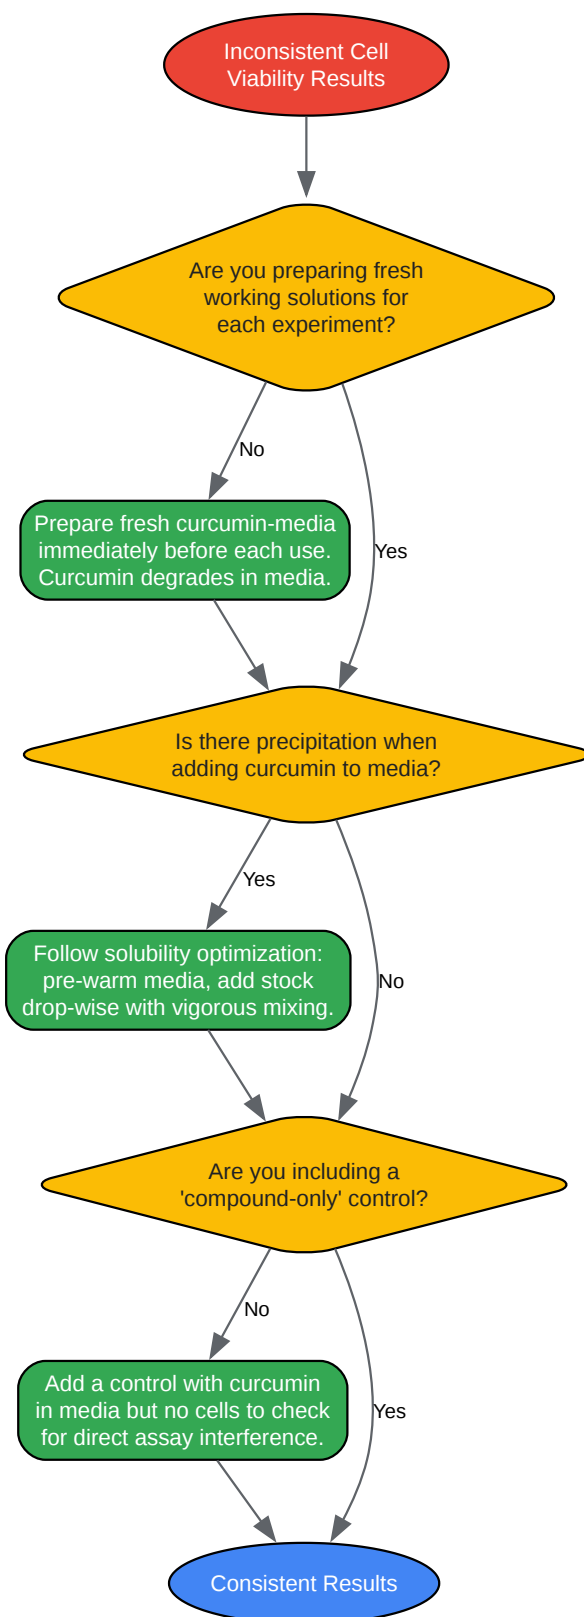 Inconsistent Cell
Viability Results
Are you preparing fresh
working solutions for
each experiment?
No
Prepare fresh curcumin-media
immediately before each use.
Curcumin degrades in media.
Yes
Is there precipitation when
adding curcumin to media?
Yes
Follow solubility optimization:
pre-warm media, add stock
drop-wise with vigorous mixing.
No
Are you including a
'compound-only' control?
No
Add a control with curcumin
in media but no cells to check
for direct assay interference.
Yes
Consistent Results